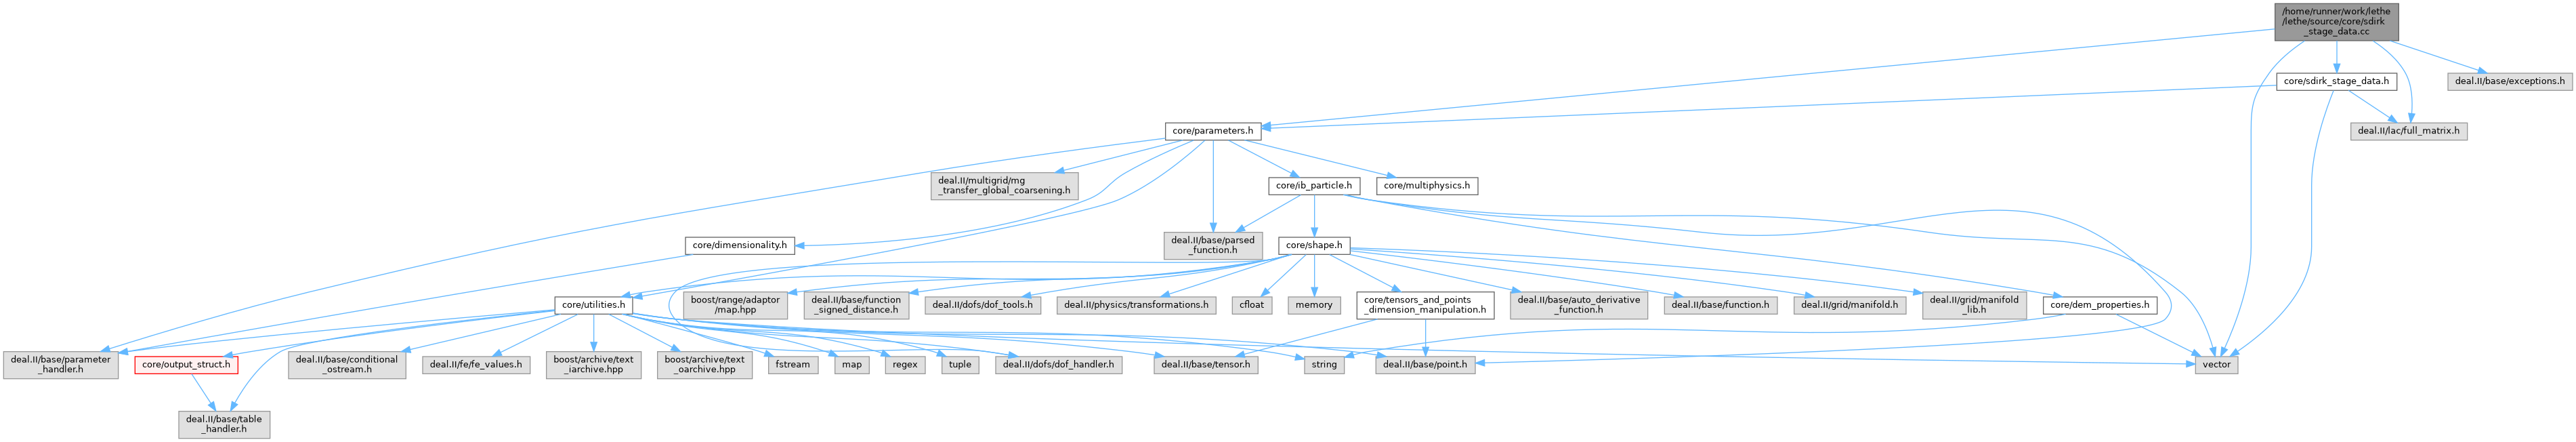 /home/runner/work/lethe
/lethe/source/core/sdirk
_stage_data.cc
core/sdirk_stage_data.h
deal.II/base/exceptions.h
core/parameters.h
deal.II/lac/full_matrix.h
deal.II/multigrid/mg
_transfer_global_coarsening.h
core/ib_particle.h
core/multiphysics.h
core/dimensionality.h
deal.II/base/parsed
_function.h
core/shape.h
core/utilities.h
boost/range/adaptor
/map.hpp
deal.II/base/function
_signed_distance.h
deal.II/dofs/dof_tools.h
deal.II/physics/transformations.h
cfloat
memory
core/tensors_and_points
_dimension_manipulation.h
deal.II/base/auto_derivative
_function.h
deal.II/base/function.h
deal.II/grid/manifold.h
deal.II/grid/manifold
_lib.h
core/dem_properties.h
deal.II/base/parameter
_handler.h
core/output_struct.h
deal.II/base/conditional
_ostream.h
deal.II/fe/fe_values.h
boost/archive/text
_iarchive.hpp
boost/archive/text
_oarchive.hpp
fstream
map
regex
tuple
deal.II/dofs/dof_handler.h
deal.II/base/tensor.h
string
deal.II/base/point.h
vector
deal.II/base/table
_handler.h